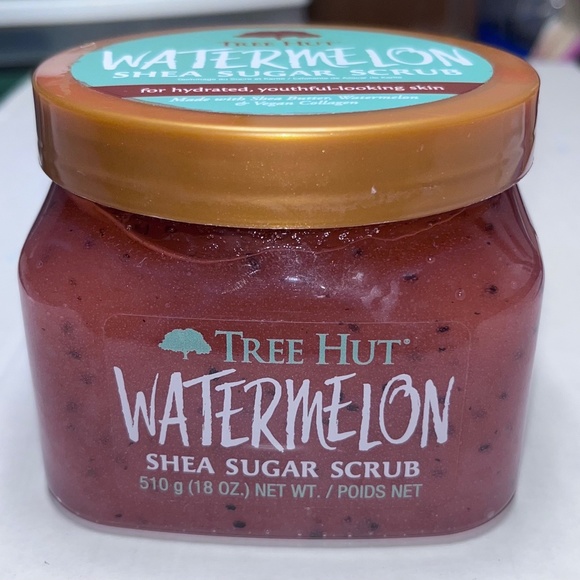 TREE HUT
WATERMELON
SHEA SUGAR SCRUB
for hydrated, youthful-looking skin
Made with Shea Butter, Watermelon
& Vegan Collagen
TREE HUT®
WATERMELON
SHEA SUGAR SCRUB
510 g (18 OZ.) NET WT. / POIDS NET